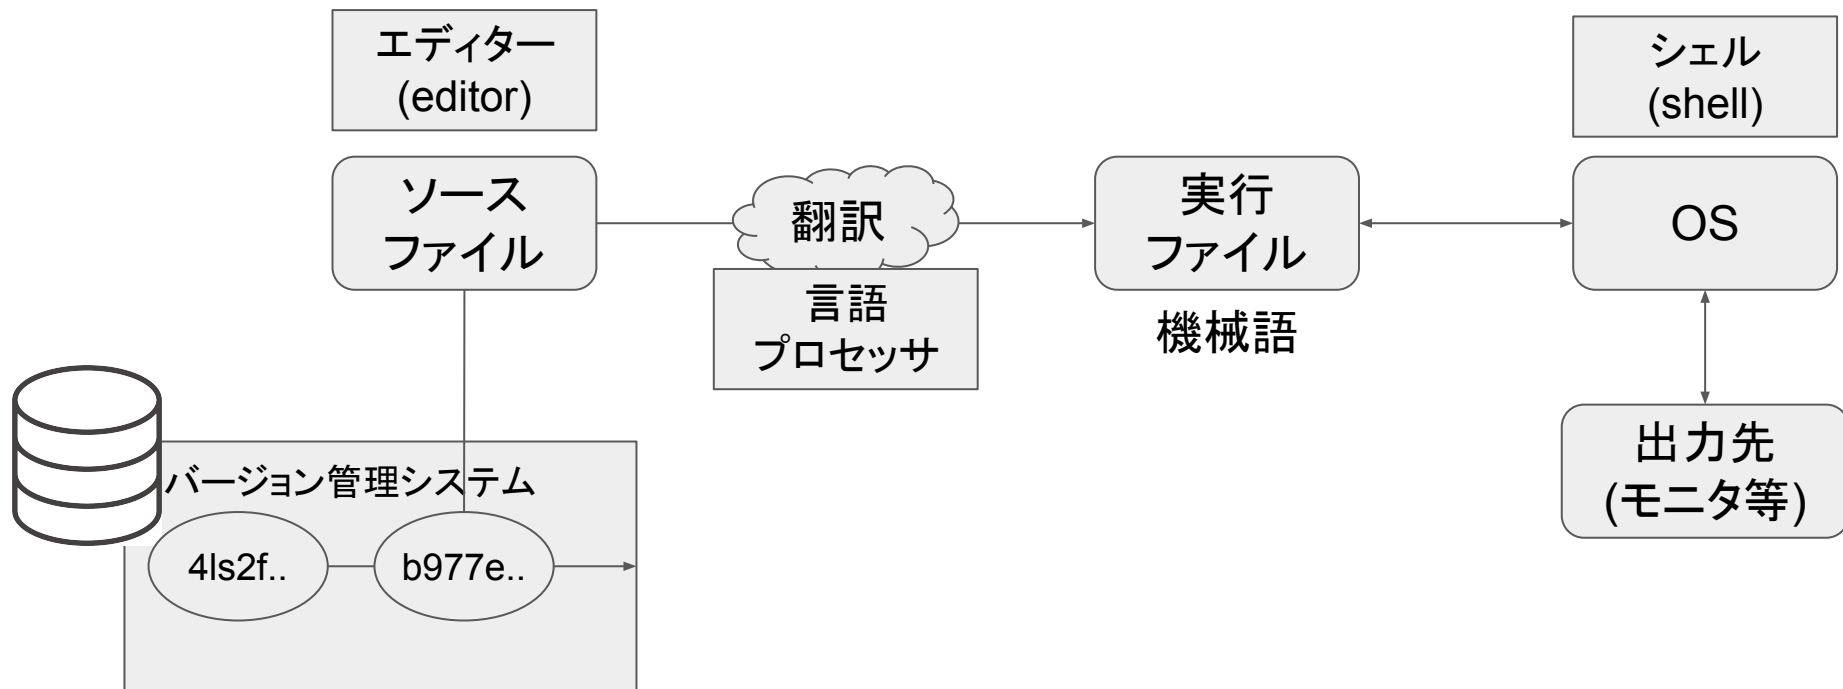 エディター
(editor)
シェル
(shell)
ソース
ファイル
翻訳
実行
ファイル
OS
言語
プロセッサ
機械語
出力先
(モニタ等)
バージョン管理システム
4ls2f..
b977e..